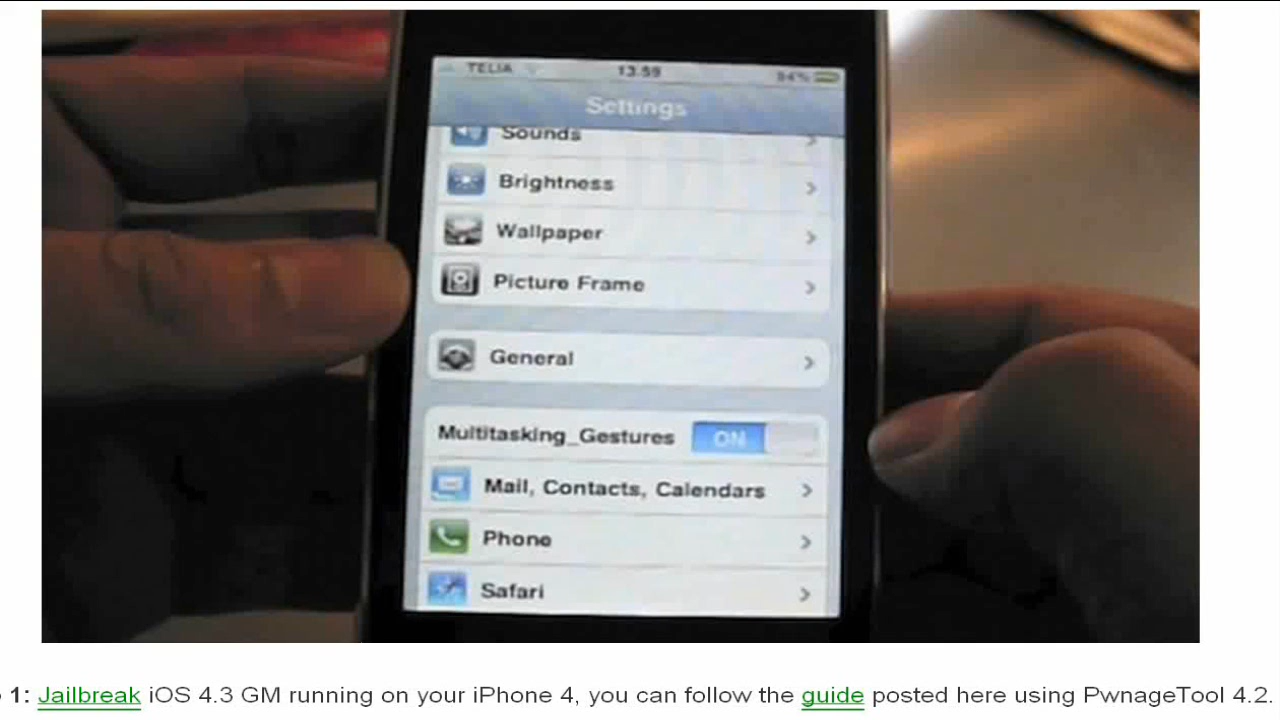 TELIA 13.59 94%
Settings
Sounds
Brightness
Wallpaper
Picture Frame
General
Multitasking_Gestures ON
Mail, Contacts, Calendars
Phone
Safari
1: Jailbreak iOS 4.3 GM running on your iPhone 4, you can follow the guide posted here using PwnageTool 4.2.